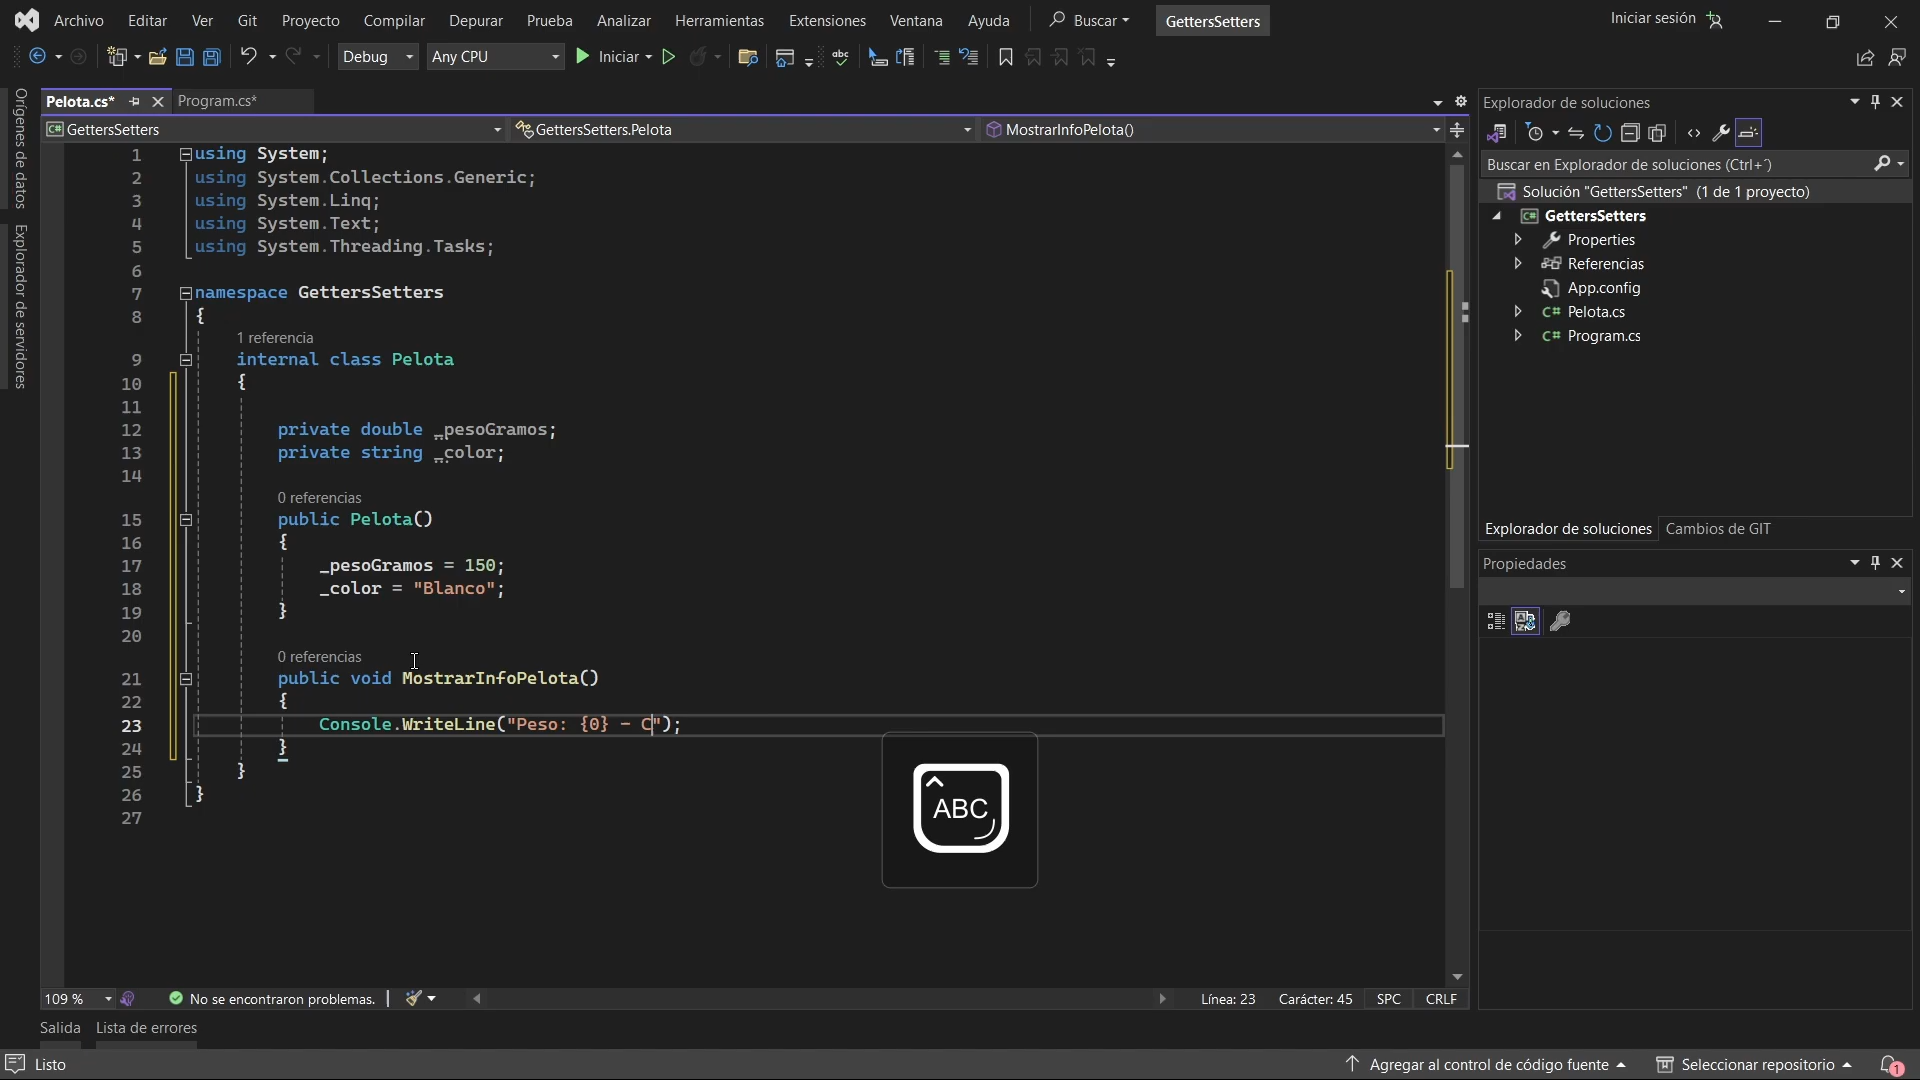 Archivo Editar Ver Git Proyecto Compilar Depurar Prueba Analizar Herramientas Extensiones Ventana Ayuda Buscar GettersSetters Iniciar sesión
Debug Any CPU Iniciar abc
Orígenes de datos
Explorador de servidores
Pelota.cs* Program.cs*
C# GettersSetters GettersSetters.Pelota MostrarInfoPelota()
1 using System;
2 using System.Collections.Generic;
3 using System.Linq;
4 using System.Text;
5 using System.Threading.Tasks;
6
7 namespace GettersSetters
8 {
1 referencia
9 internal class Pelota
10 {
11
12 private double _pesoGramos;
13 private string _color;
14
0 referencias
15 public Pelota()
16 {
17 _pesoGramos = 150;
18 _color = "Blanco";
19 }
20
0 referencias
21 public void MostrarInfoPelota()
22 {
23 Console.WriteLine("Peso: {0} - C");
24 }
25 }
26 }
27
ABC
109 % No se encontraron problemas. Línea: 23 Carácter: 45 SPC CRLF
Salida Lista de errores
Explorador de soluciones
Buscar en Explorador de soluciones (Ctrl+´)
Solución "GettersSetters" (1 de 1 proyecto)
C# GettersSetters
Properties
Referencias
App.config
C# Pelota.cs
C# Program.cs
Explorador de soluciones Cambios de GIT
Propiedades
Listo Agregar al control de código fuente Seleccionar repositorio 1